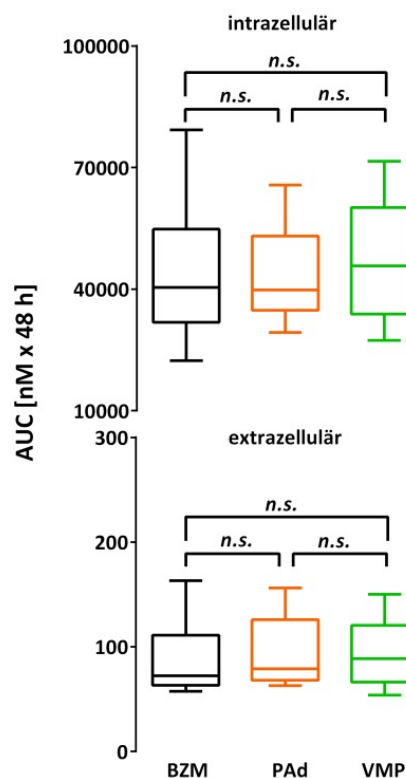 intrazellulär
100000
n.s.
n.s.
n.s.
70000
40000
10000
AUC [nM x 48 h]
extrazellulär
300
n.s.
200
n.s.
n.s.
100
0
BZM PAd VMP